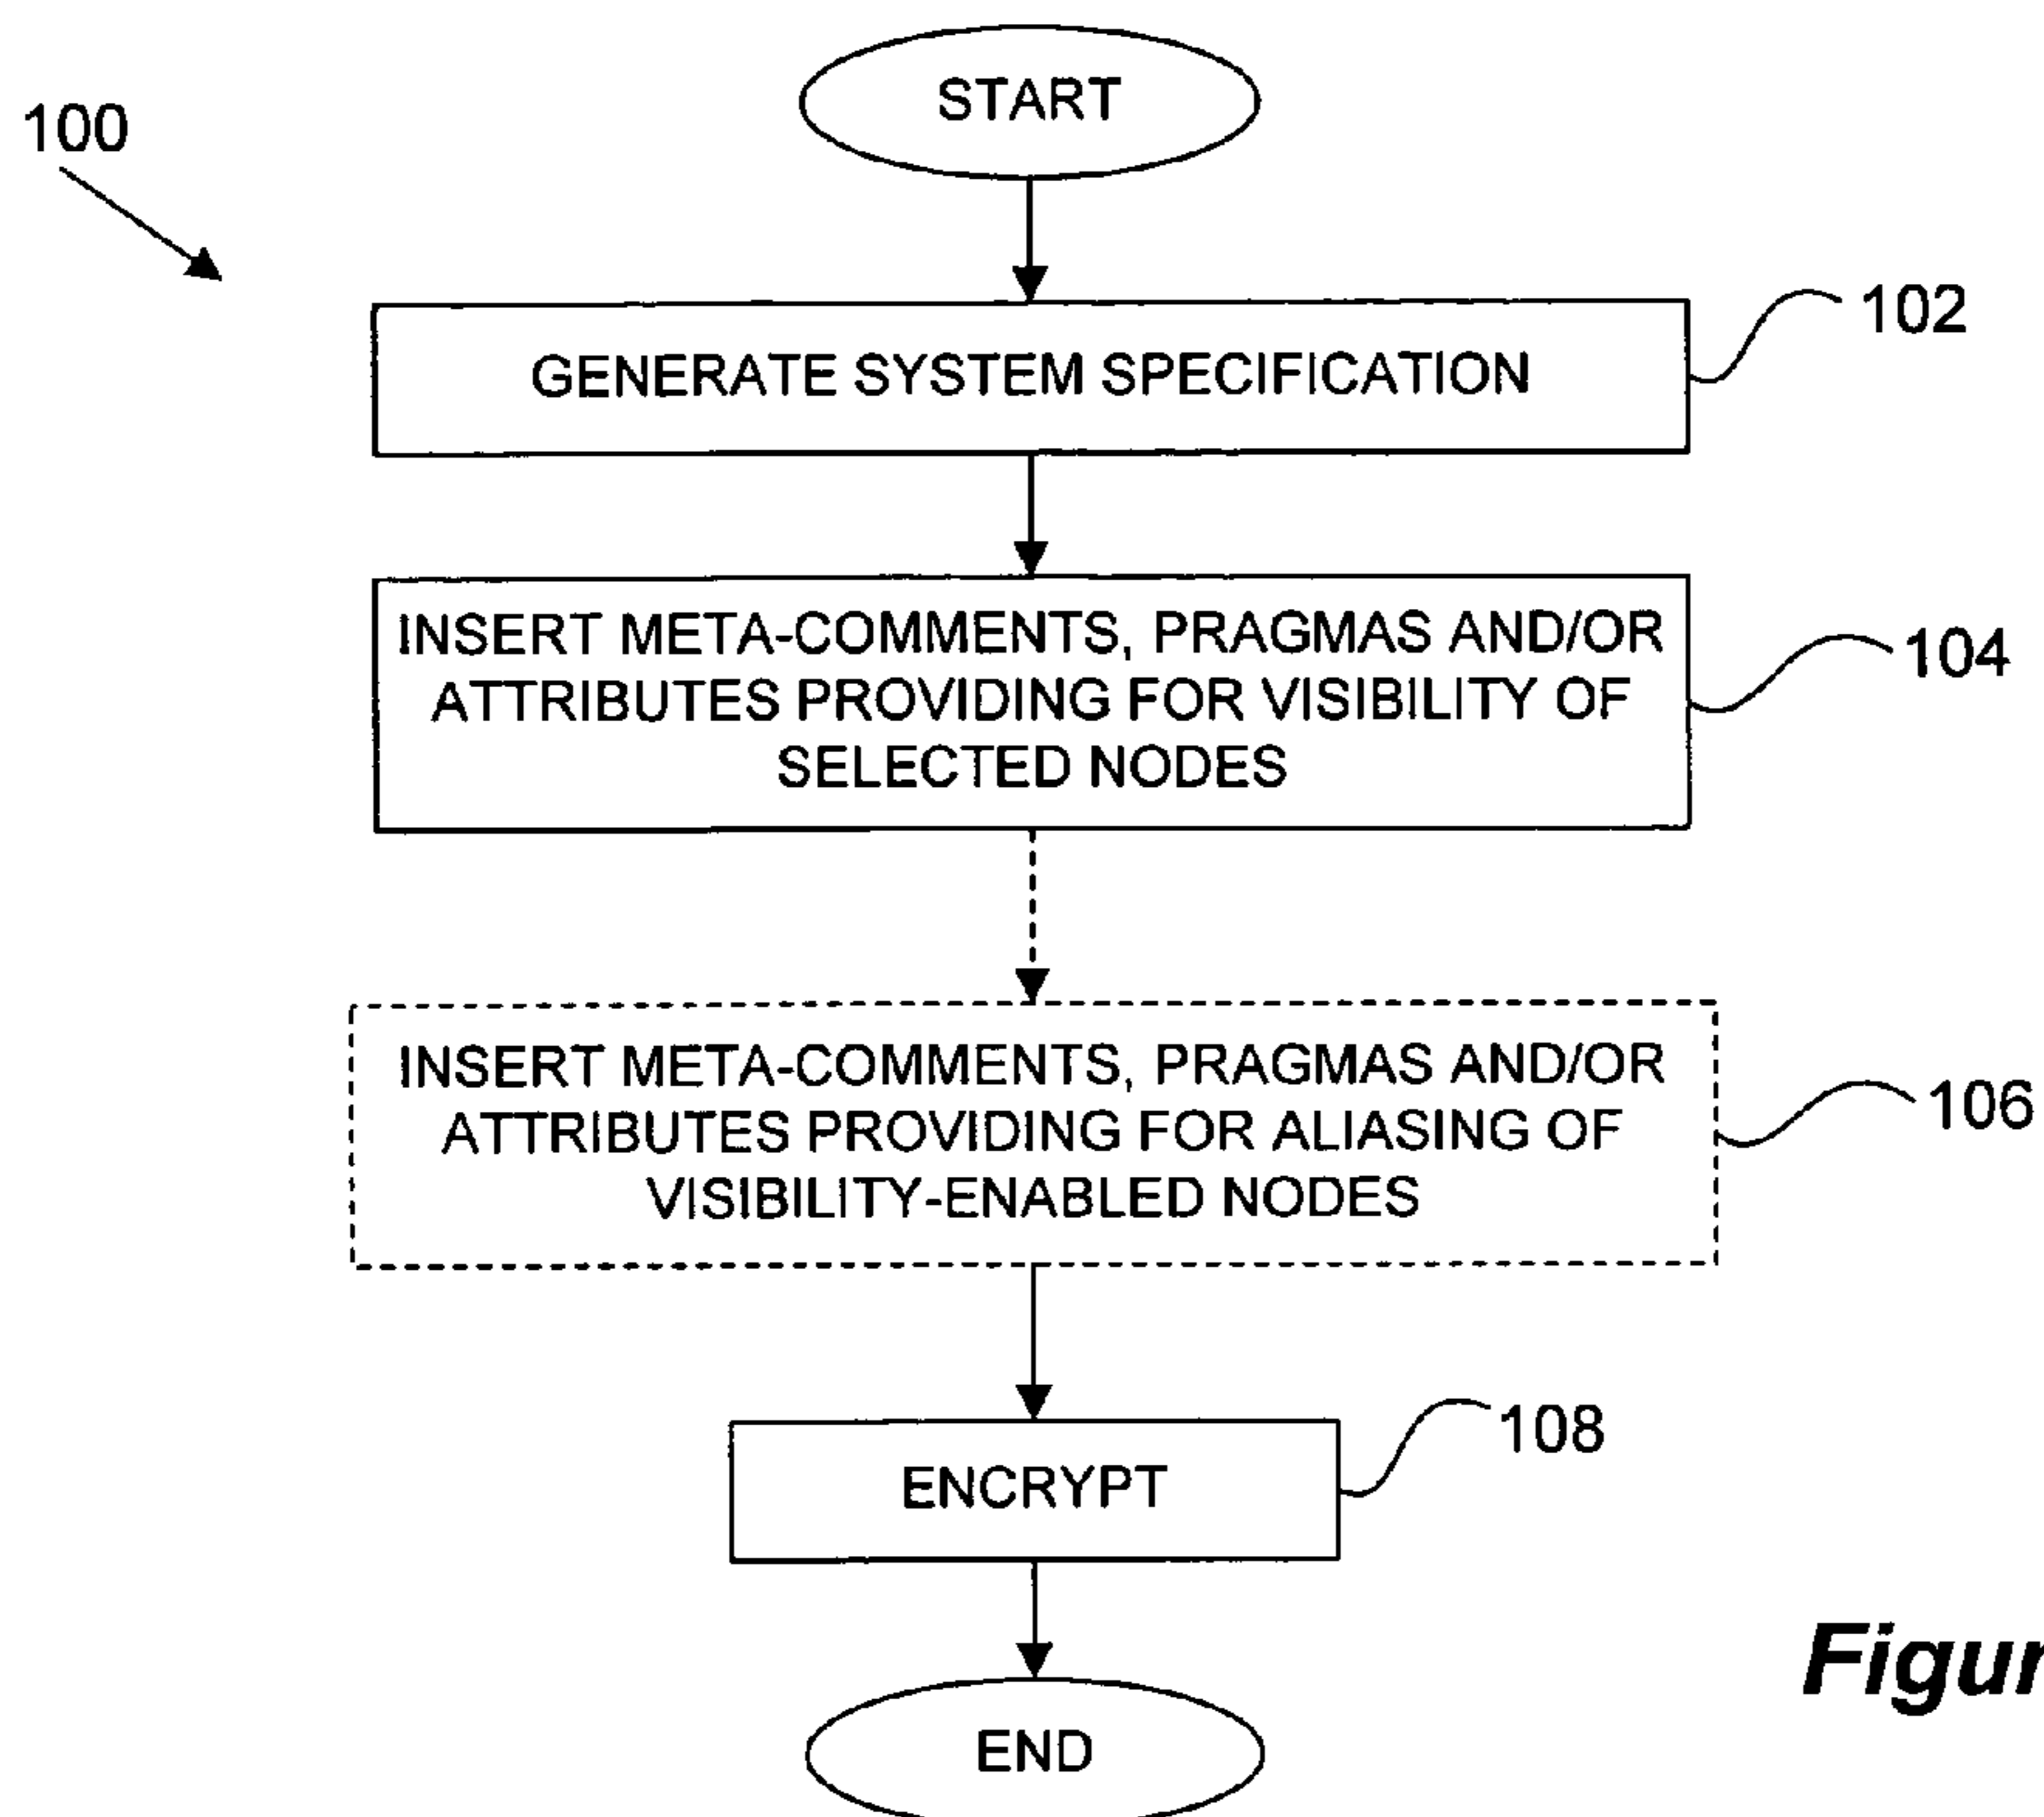 START
100
102
GENERATE SYSTEM SPECIFICATION
INSERT META-COMMENTS, PRAGMAS AND/OR
ATTRIBUTES PROVIDING FOR VISIBILITY OF
SELECTED NODES
104
INSERT META-COMMENTS, PRAGMAS AND/OR
ATTRIBUTES PROVIDING FOR ALIASING OF
VISIBILITY-ENABLED NODES
106
108
ENCRYPT
END